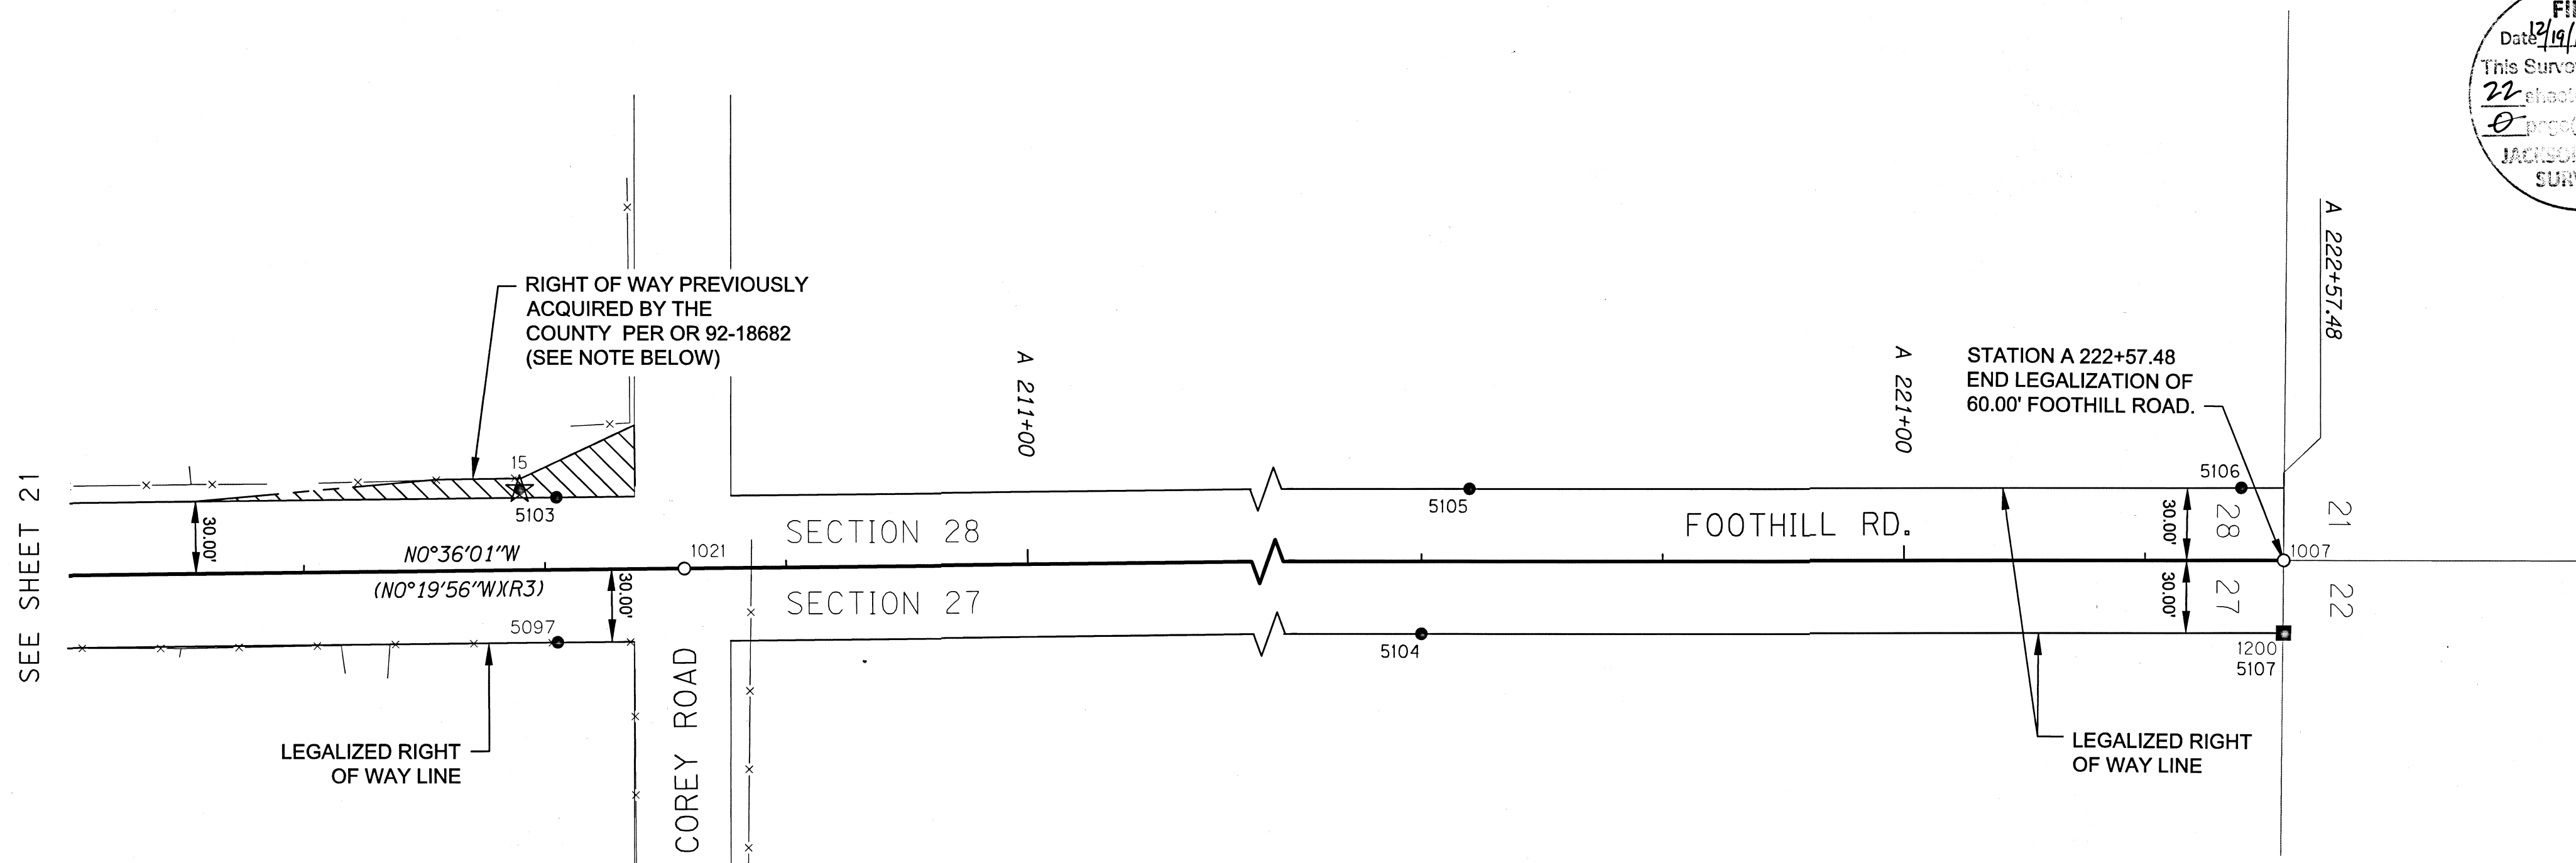 Date 12/19/
22
0
SEE SHEET 21
RIGHT OF WAY PREVIOUSLY
ACQUIRED BY THE
COUNTY PER OR 92-18682
(SEE NOTE BELOW)
15
5103
30.00'
N0°36'01"W
(N0°19'56"W)(R3)
1021
30.00'
5097
LEGALIZED RIGHT
OF WAY LINE
COREY ROAD
SECTION 28
SECTION 27
A 211+00
5105
5104
A 221+00
FOOTHILL RD.
STATION A 222+57.48
END LEGALIZATION OF
60.00' FOOTHILL ROAD.
A 222+57.48
5106
30.00'
28
21
1007
30.00'
27
22
1200
5107
LEGALIZED RIGHT
OF WAY LINE